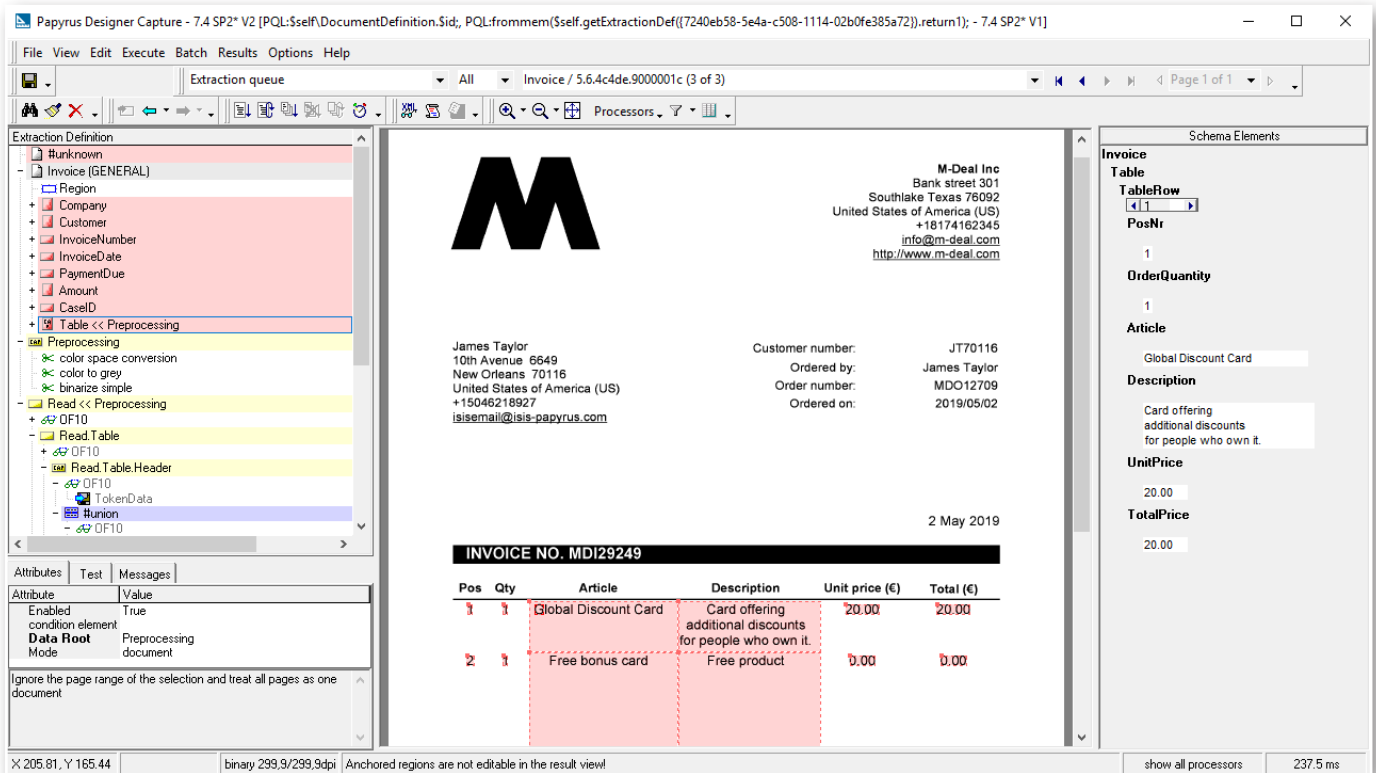 Papyrus Designer Capture - 7.4 SP2* V2 [PQL:$self\DocumentDefinition.$id;, PQL:frommem($self.getExtractionDef({7240eb58-5e4a-c508-1114-02b0fe385a72}).return1); - 7.4 SP2* V1]
File View Edit Execute Batch Results Options Help
Extraction queue All Invoice / 5.6.4c4de.9000001c (3 of 3) Page 1 of 1
Processors
Extraction Definition
#unknown
Invoice (GENERAL)
Region
Company
Customer
InvoiceNumber
InvoiceDate
PaymentDue
Amount
CaseID
Table << Preprocessing
Preprocessing
color space conversion
color to grey
binarize simple
Read << Preprocessing
OF10
Read.Table
OF10
Read.Table.Header
OF10
TokenData
#union
OF10
Attributes Test Messages
Attribute Value
Enabled True
condition element
Data Root Preprocessing
Mode document
Ignore the page range of the selection and treat all pages as one
document
M
M-Deal Inc
Bank street 301
Southlake Texas 76092
United States of America (US)
+18174162345
info@m-deal.com
http://www.m-deal.com
James Taylor
10th Avenue 6649
New Orleans 70116
United States of America (US)
+15046218927
isisemail@isis-papyrus.com
Customer number: JT70116
Ordered by: James Taylor
Order number: MDO12709
Ordered on: 2019/05/02
2 May 2019
INVOICE NO. MDI29249
Pos Qty Article Description Unit price (€) Total (€)
1 1 Global Discount Card Card offering 20.00 20.00
additional discounts
for people who own it.
2 1 Free bonus card Free product 0.00 0.00
Schema Elements
Invoice
Table
TableRow
1
PosNr
1
OrderQuantity
1
Article
Global Discount Card
Description
Card offering
additional discounts
for people who own it.
UnitPrice
20.00
TotalPrice
20.00
X 205.81, Y 165.44 binary 299,9/299,9dpi Anchored regions are not editable in the result view! show all processors 237.5 ms